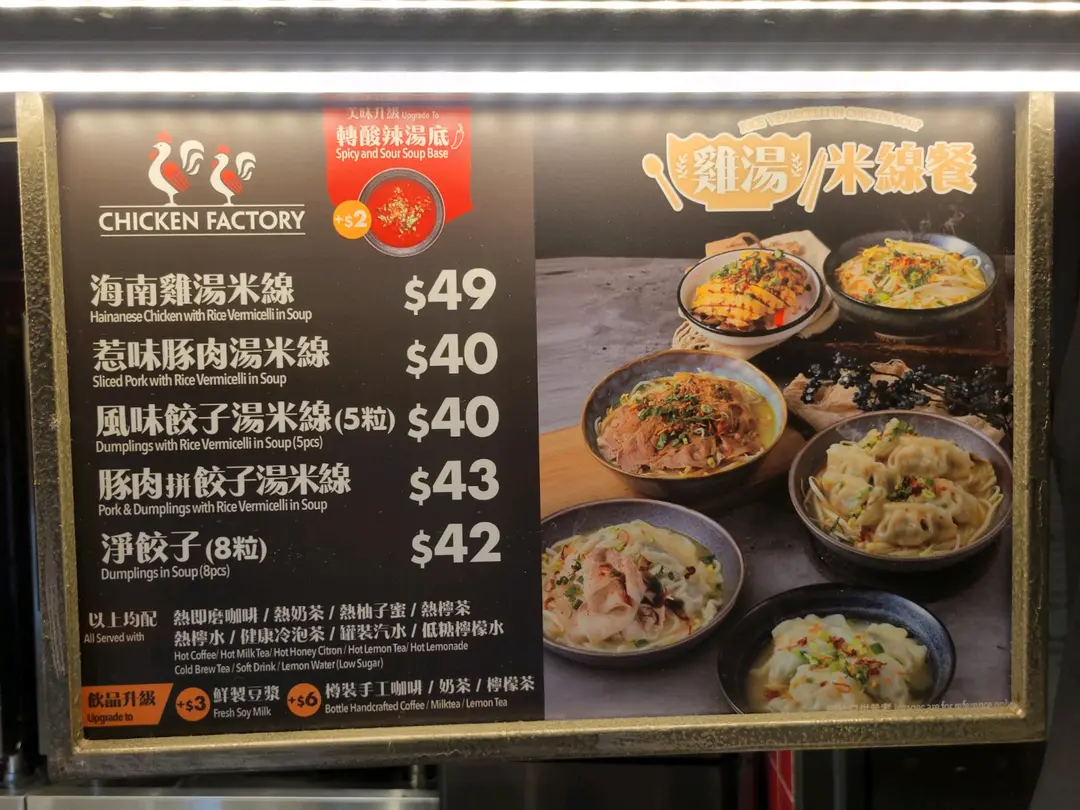 美味升級 Upgrade To
轉酸辣湯底
Spicy and Sour Soup Base
+$2
CHICKEN FACTORY
海南雞湯米線 $49
Hainanese Chicken with Rice Vermicelli in Soup
惹味豚肉湯米線 $40
Sliced Pork with Rice Vermicelli in Soup
風味餃子湯米線(5粒) $40
Dumplings with Rice Vermicelli in Soup (5pcs)
豚肉拼餃子湯米線 $43
Pork & Dumplings with Rice Vermicelli in Soup
淨餃子(8粒) $42
Dumplings in Soup (8pcs)
以上均配
All Served with
熱即磨咖啡 / 熱奶茶 / 熱柚子蜜 / 熱檸茶
熱檸水 / 健康冷泡茶 / 罐裝汽水 / 低糖檸檬水
Hot Coffee/ Hot Milk Tea/ Hot Honey Citron / Hot Lemon Tea/ Hot Lemonade
Cold Brew Tea / Soft Drink / Lemon Water (Low Sugar)
飲品升級
Upgrade to
+$3 鮮製豆漿
Fresh Soy Milk
+$6 樽裝手工咖啡 / 奶茶 / 檸檬茶
Bottle Handcrafted Coffee / Milktea / Lemon Tea
VERMICELLI IN CHICKEN SOUP
雞湯米線餐
images are for reference only